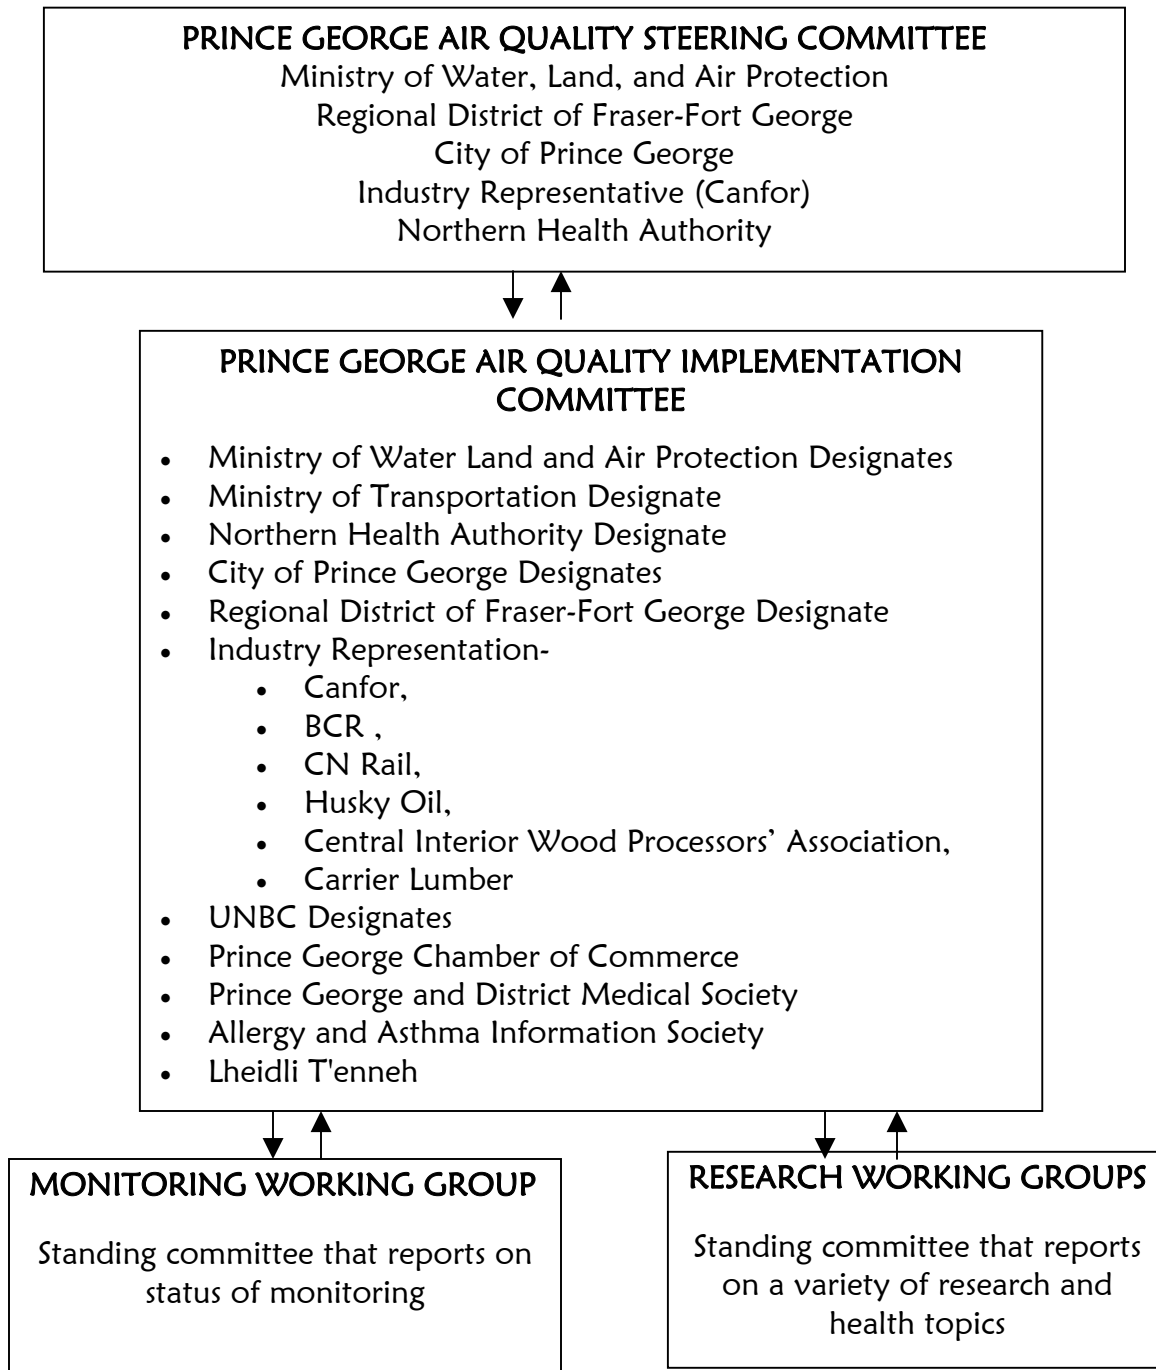 PRINCE GEORGE AIR QUALITY STEERING COMMITTEE
Ministry of Water, Land, and Air Protection
Regional District of Fraser-Fort George
City of Prince George
Industry Representative (Canfor)
Northern Health Authority
PRINCE GEORGE AIR QUALITY IMPLEMENTATION
COMMITTEE
• Ministry of Water Land and Air Protection Designates
• Ministry of Transportation Designate
• Northern Health Authority Designate
• City of Prince George Designates
• Regional District of Fraser-Fort George Designate
• Industry Representation-
• Canfor,
• BCR ,
• CN Rail,
• Husky Oil,
• Central Interior Wood Processors’ Association,
• Carrier Lumber
• UNBC Designates
• Prince George Chamber of Commerce
• Prince George and District Medical Society
• Allergy and Asthma Information Society
• Lheidli T'enneh
MONITORING WORKING GROUP
Standing committee that reports on
status of monitoring
RESEARCH WORKING GROUPS
Standing committee that reports
on a variety of research and
health topics